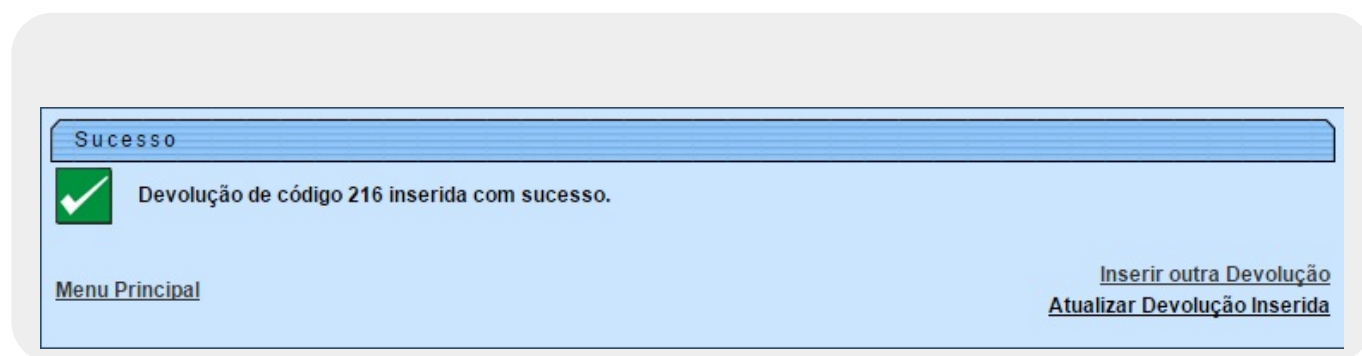 Sucesso
Devolução de código 216 inserida com sucesso.
Menu Principal
Inserir outra Devolução
Atualizar Devolução Inserida